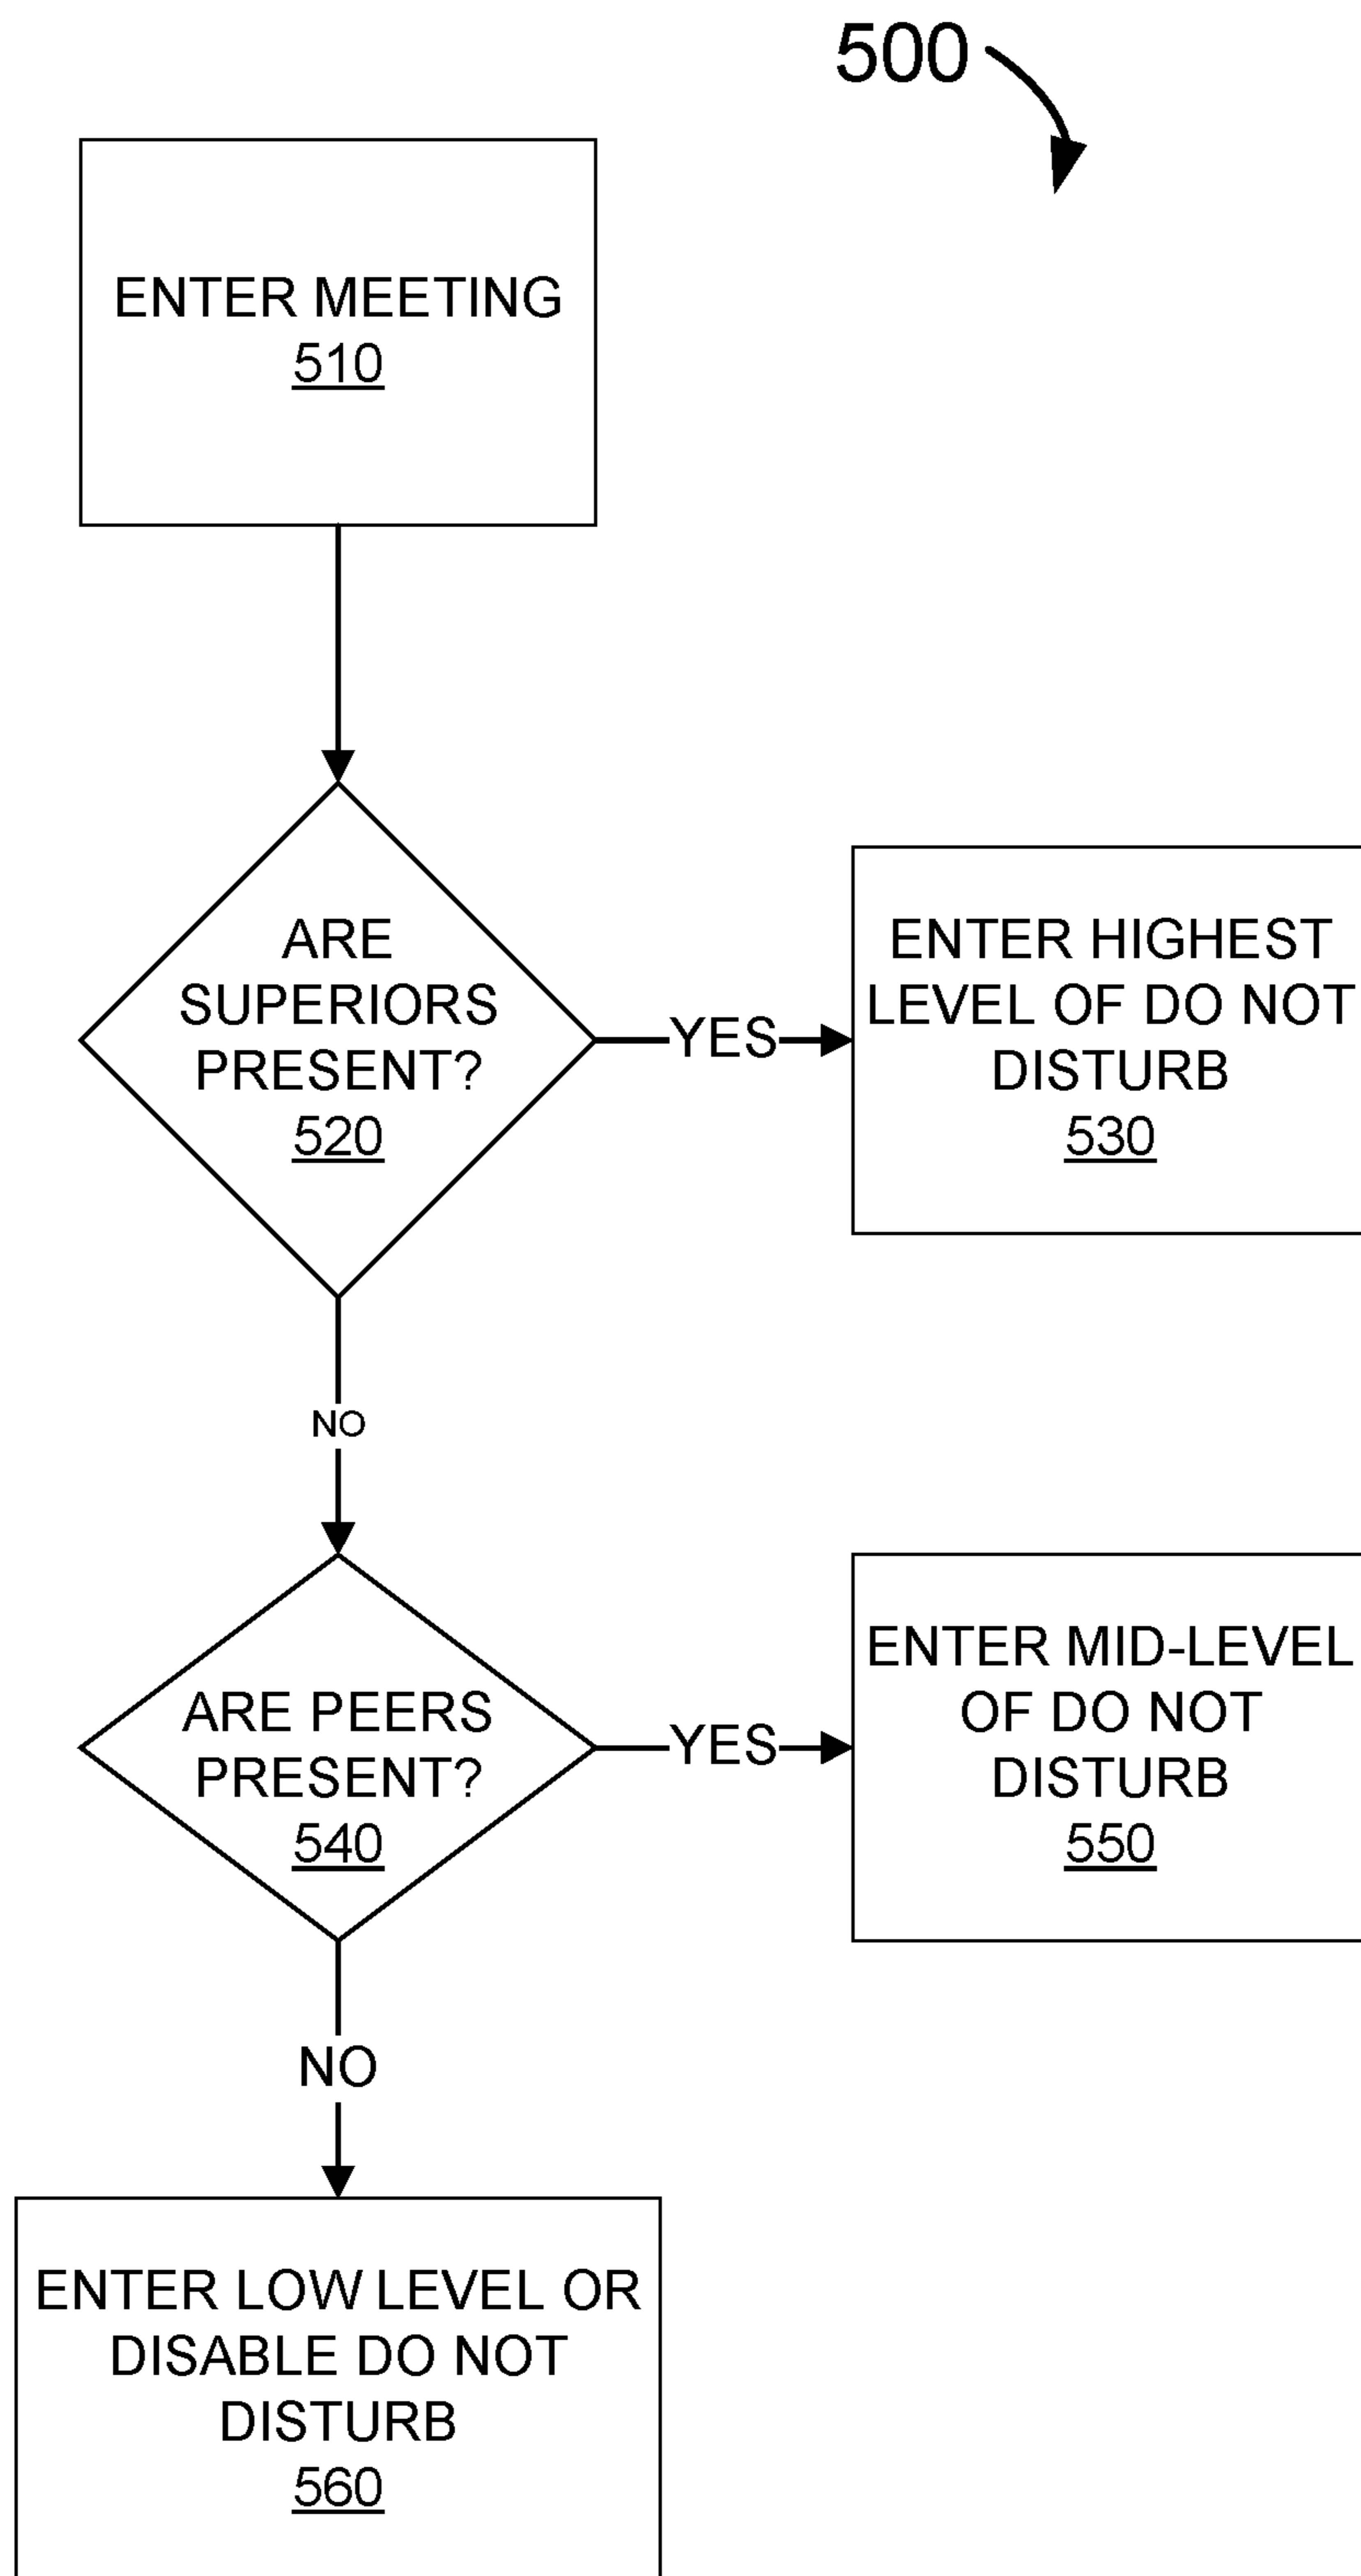 500
ENTER MEETING
510
ARE
SUPERIORS
PRESENT?
520
YES
ENTER HIGHEST
LEVEL OF DO NOT
DISTURB
530
NO
ARE PEERS
PRESENT?
540
YES
ENTER MID-LEVEL
OF DO NOT
DISTURB
550
NO
ENTER LOW LEVEL OR
DISABLE DO NOT
DISTURB
560